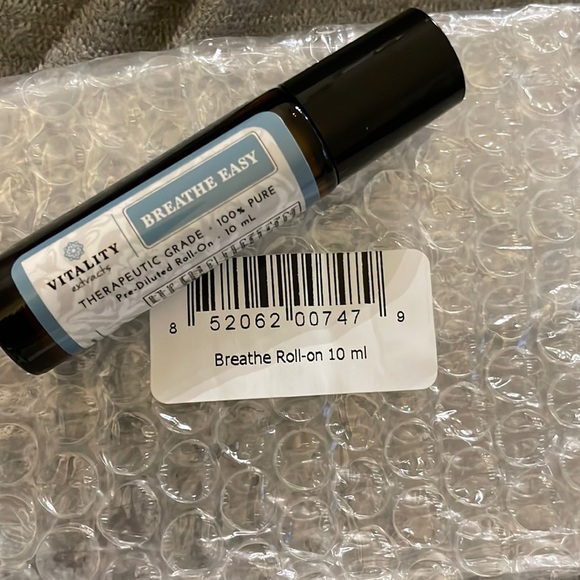 VITALITY
extracts
BREATHE EASY
THERAPEUTIC GRADE · 100% PURE
Pre-Diluted Roll-On · 10 mL
8 52062 00747 9
Breathe Roll-on 10 ml